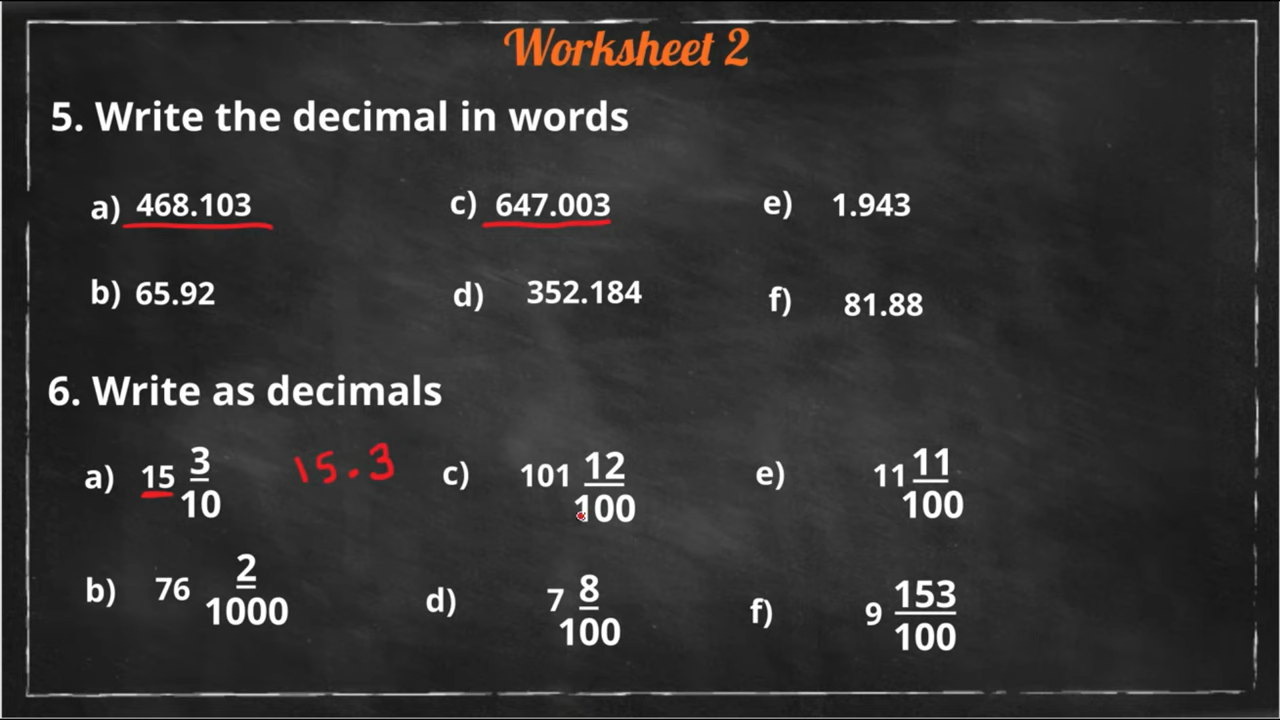 Worksheet 2
5. Write the decimal in words
a) 468.103 c) 647.003 e) 1.943
b) 65.92 d) 352.184 f) 81.88
6. Write as decimals
a) 15 3/10 15.3 c) 101 12/100 e) 11 11/100
b) 76 2/1000 d) 7 8/100 f) 9 153/100